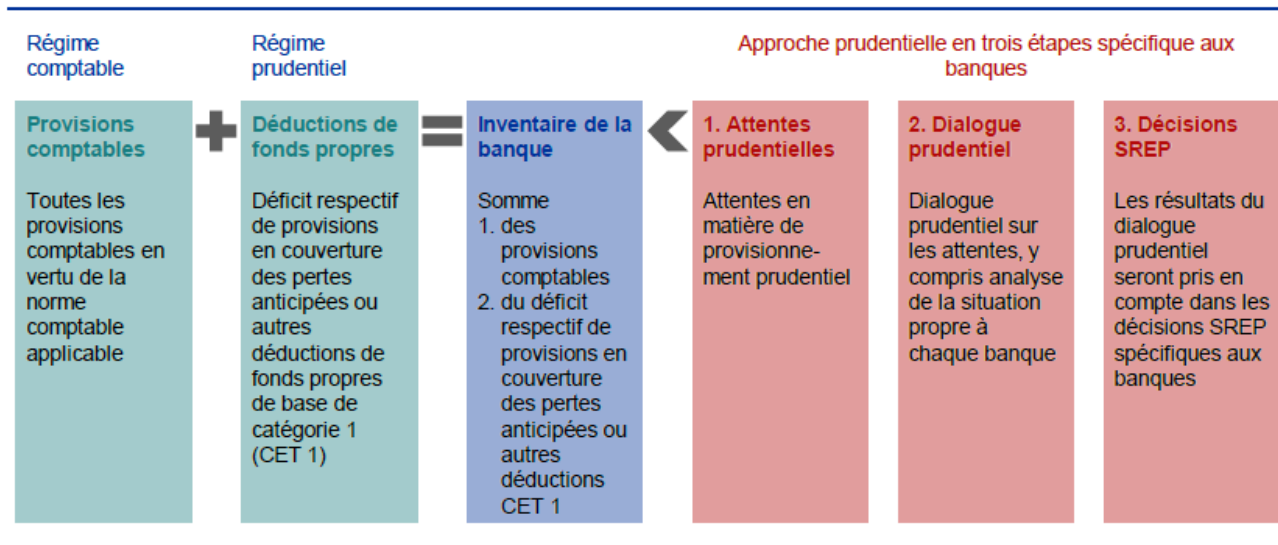 Régime
comptable
Régime
prudentiel
Approche prudentielle en trois étapes spécifique aux
banques
Provisions
comptables
Toutes les
provisions
comptables en
vertu de la
norme
comptable
applicable
+
Déductions de
fonds propres
Déficit respectif
de provisions
en couverture
des pertes
anticipées ou
autres
déductions de
fonds propres
de base de
catégorie 1
(CET 1)
=
Inventaire de la
banque
Somme
1. des
provisions
comptables
2. du déficit
respectif de
provisions en
couverture
des pertes
anticipées ou
autres
déductions
CET 1
<
1. Attentes
prudentielles
Attentes en
matière de
provisionne-
ment prudentiel
2. Dialogue
prudentiel
Dialogue
prudentiel sur
les attentes, y
compris analyse
de la situation
propre à
chaque banque
3. Décisions
SREP
Les résultats du
dialogue
prudentiel
seront pris en
compte dans les
décisions SREP
spécifiques aux
banques